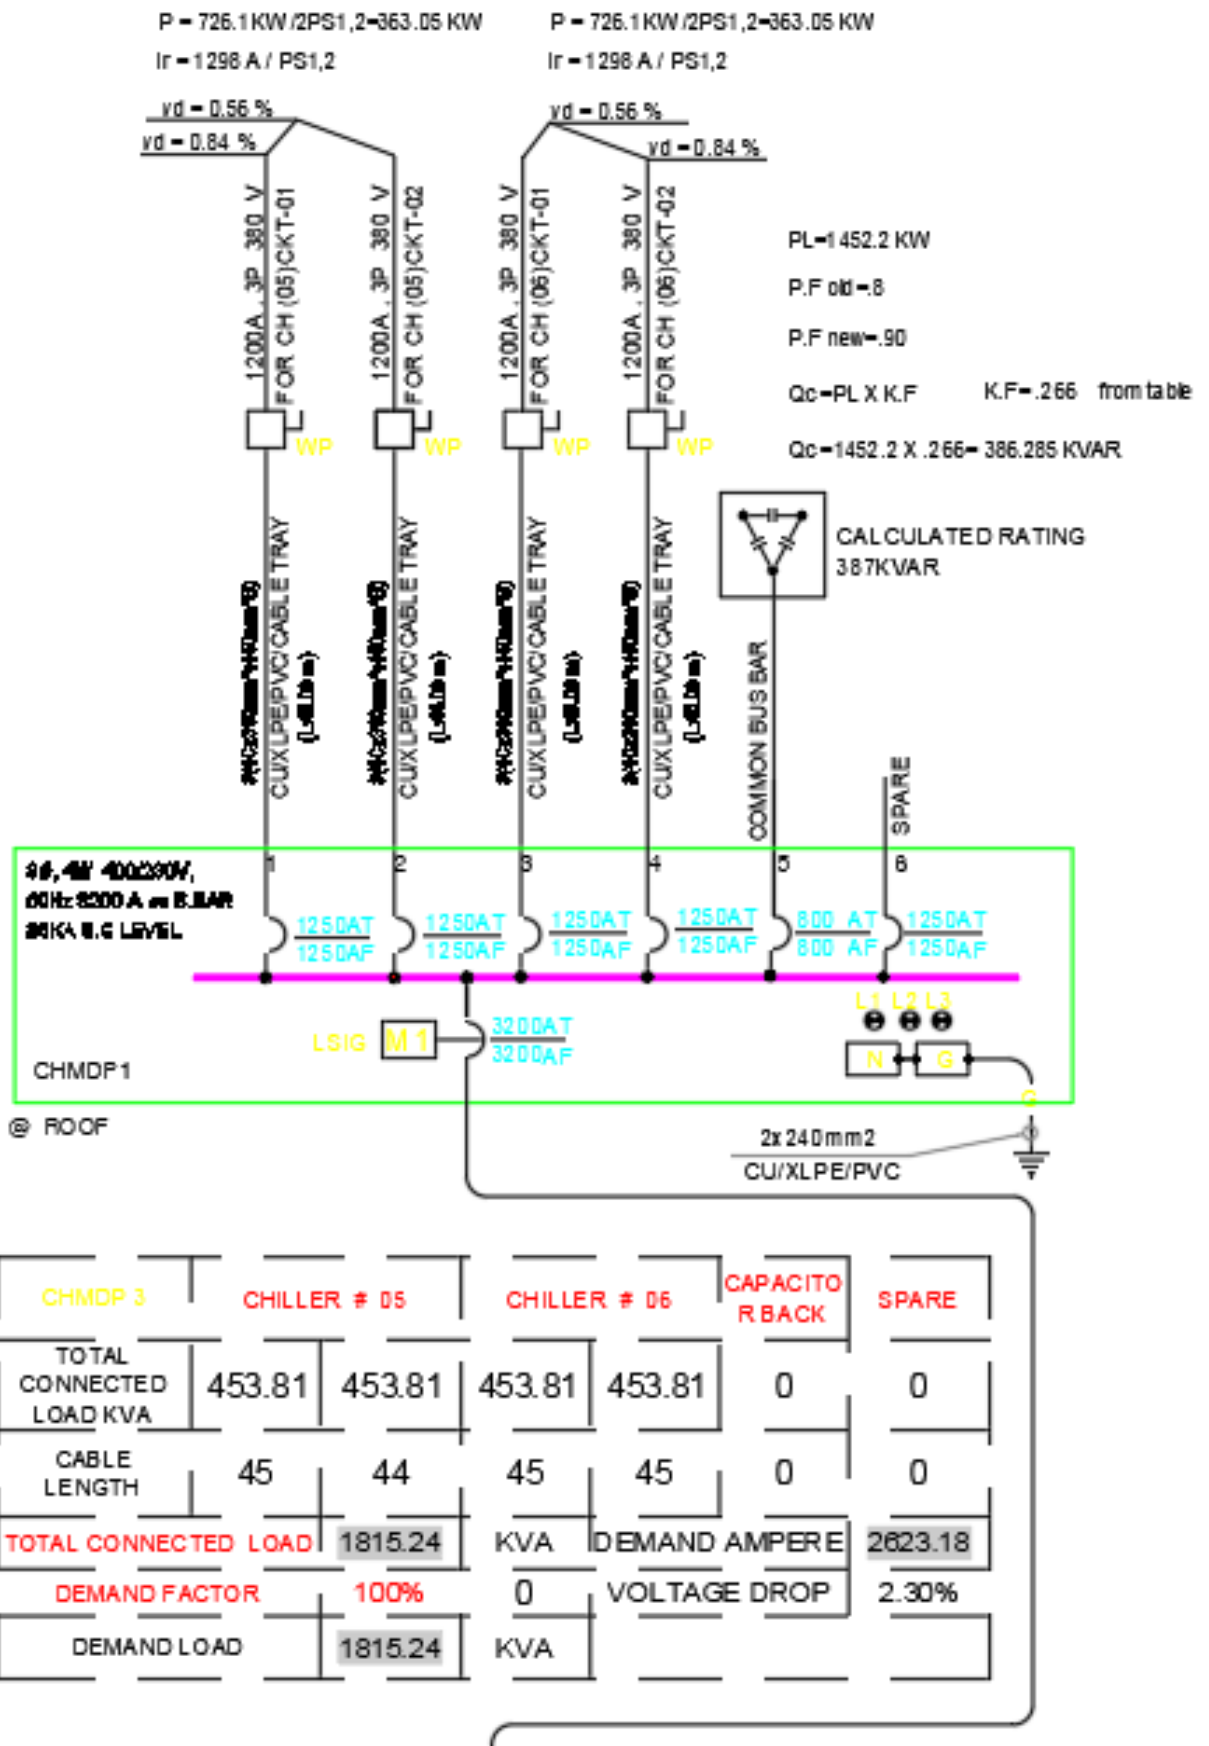 P = 726.1KW /2PS1,2=363.05 KW
P = 726.1KW /2PS1,2=363.05 KW
Ir = 1298 A / PS1,2
Ir = 1298 A / PS1,2
vd = 0.56 %
vd = 0.84 %
vd = 0.56 %
vd = 0.84 %
1200A , 3P 380 V
FOR CH (05)CKT-01
1200A , 3P 380 V
FOR CH (05)CKT-02
1200A , 3P 380 V
FOR CH (06)CKT-01
1200A , 3P 380 V
FOR CH (06)CKT-02
PL=1452.2 KW
P.F old=.8
P.F new=.90
Qc=PL X K.F K.F=.266 from table
Qc=1452.2 X .266= 386.285 KVAR
WP
WP
WP
WP
CALCULATED RATING
387KVAR
CU/XLPE/PVC/CABLE TRAY
CU/XLPE/PVC/CABLE TRAY
CU/XLPE/PVC/CABLE TRAY
CU/XLPE/PVC/CABLE TRAY
COMMON BUS BAR
SPARE
1 2 3 4 5 6
1250AT
1250AF
1250AT
1250AF
1250AT
1250AF
1250AT
1250AF
800 AT
800 AF
1250AT
1250AF
LSIG
M 1
3200AT
3200AF
L1 L2 L3
N
G
G
CHMDP1
@ ROOF
2x240mm2
CU/XLPE/PVC
CHMDP 3 CHILLER # 05 CHILLER # 06 CAPACITO
R BACK SPARE
TOTAL
CONNECTED
LOAD KVA
453.81 453.81 453.81 453.81 0 0
CABLE
LENGTH
45 44 45 45 0 0
TOTAL CONNECTED LOAD 1815.24 KVA DEMAND AMPERE 2623.18
DEMAND FACTOR 100% 0 VOLTAGE DROP 2.30%
DEMAND LOAD 1815.24 KVA